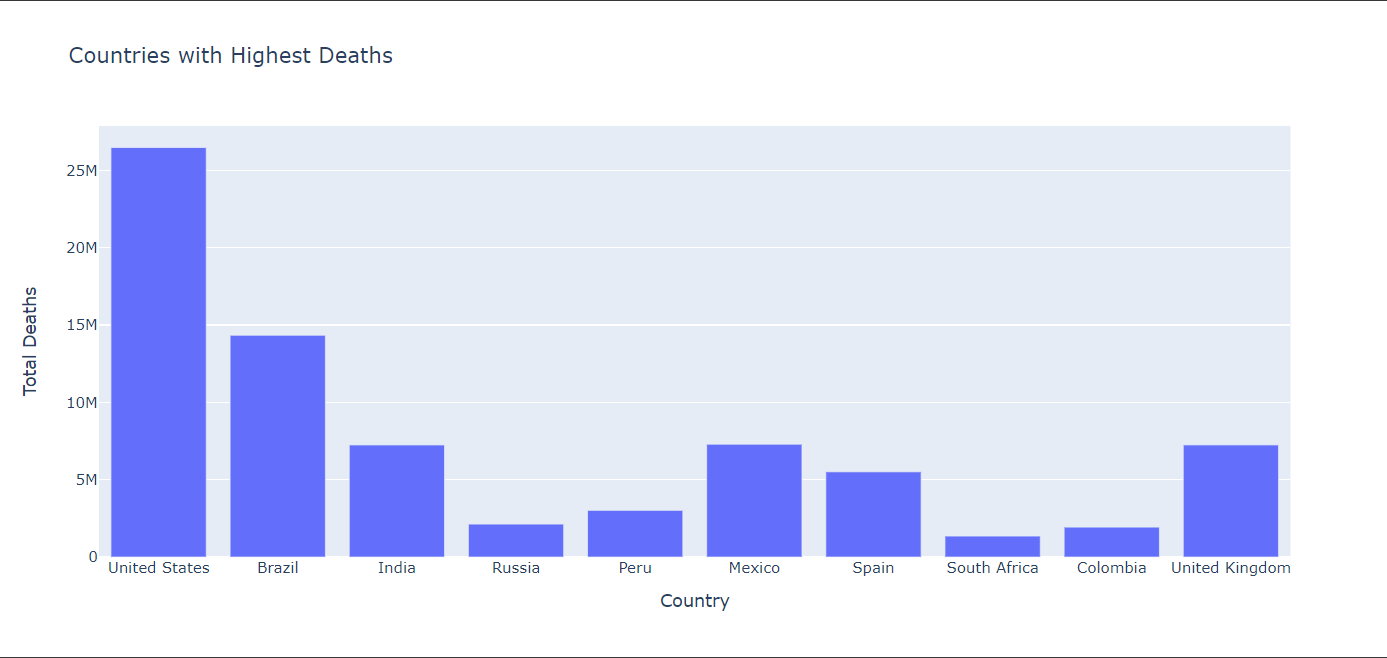 Countries with Highest Deaths
Total Deaths
25M
20M
15M
10M
5M
0
United States Brazil India Russia Peru Mexico Spain South Africa Colombia United Kingdom
Country